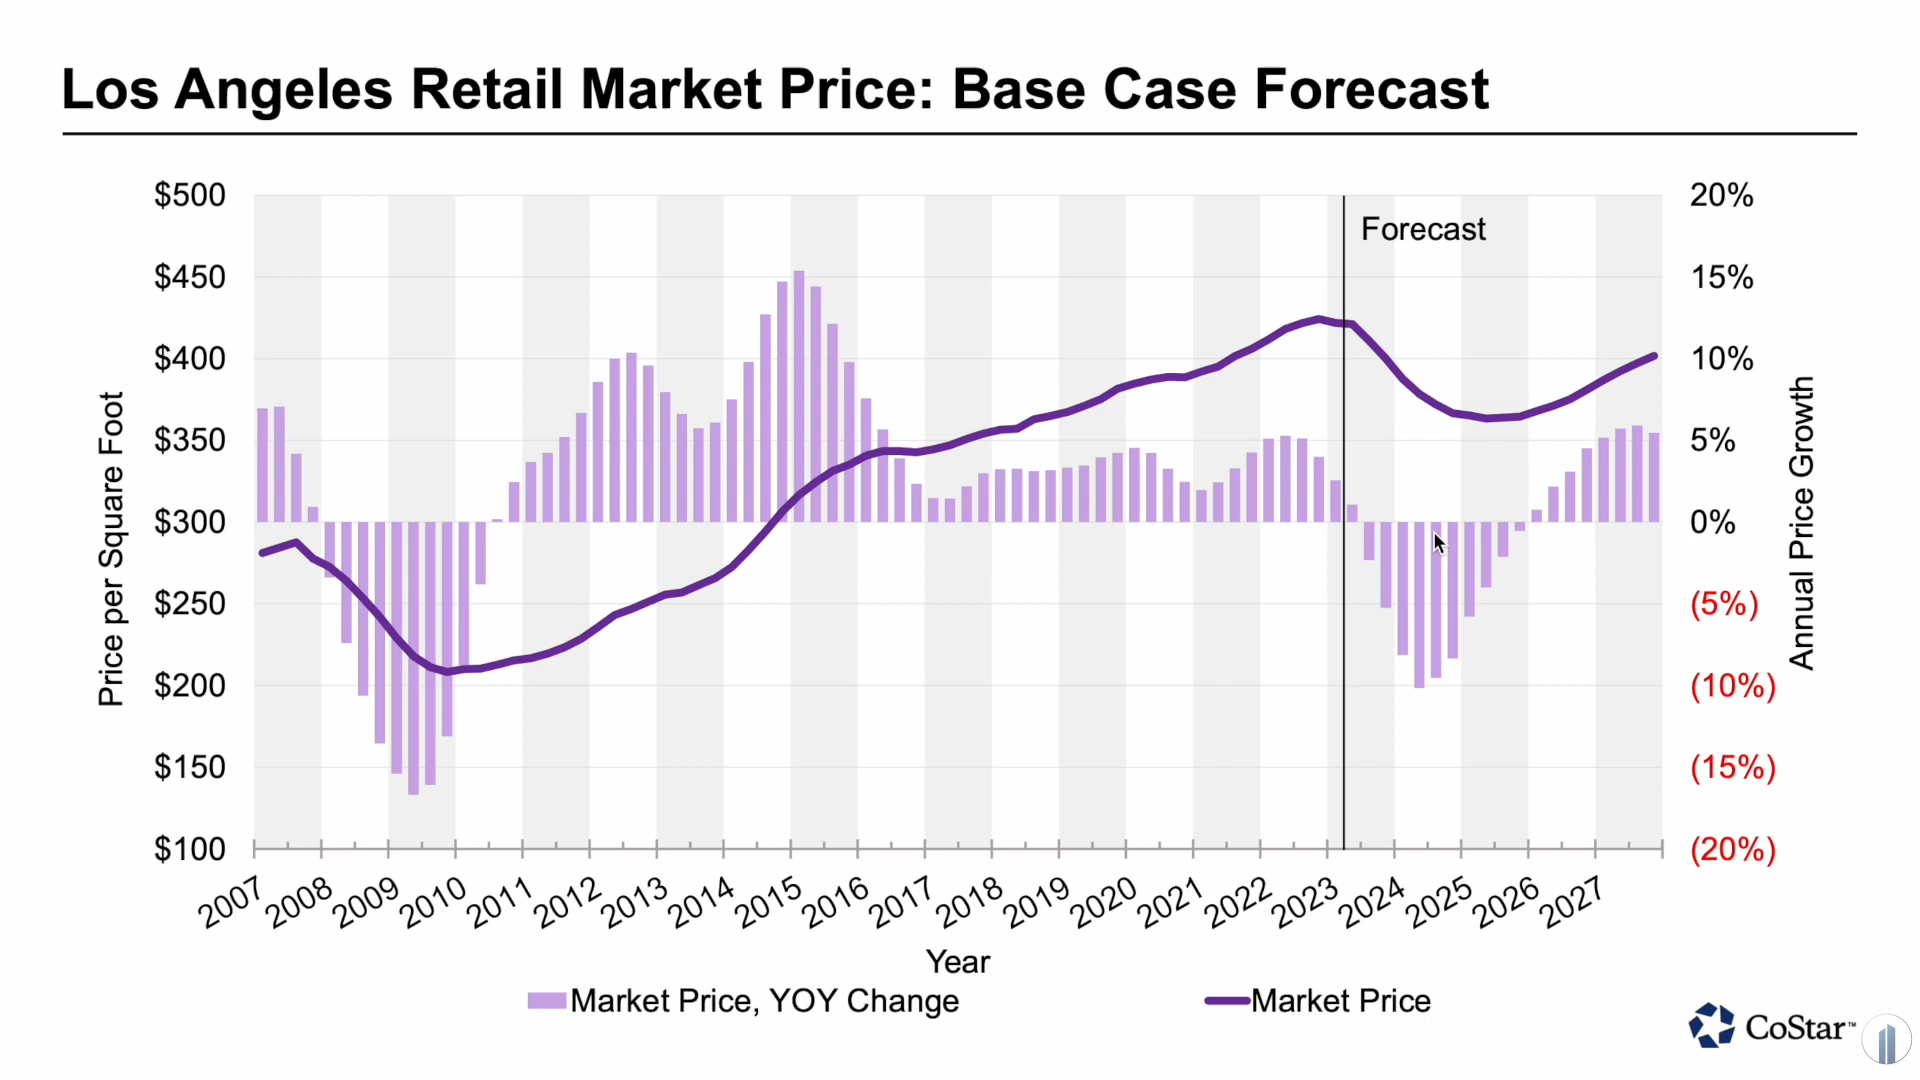 Los Angeles Retail Market Price: Base Case Forecast
$500
$450
$400
$350
$300
$250
$200
$150
$100
Price per Square Foot
Forecast
20%
15%
10%
5%
0%
(5%)
(10%)
(15%)
(20%)
Annual Price Growth
2007 2008 2009 2010 2011 2012 2013 2014 2015 2016 2017 2018 2019 2020 2021 2022 2023 2024 2025 2026 2027
Year
Market Price, YOY Change
Market Price
CoStar™